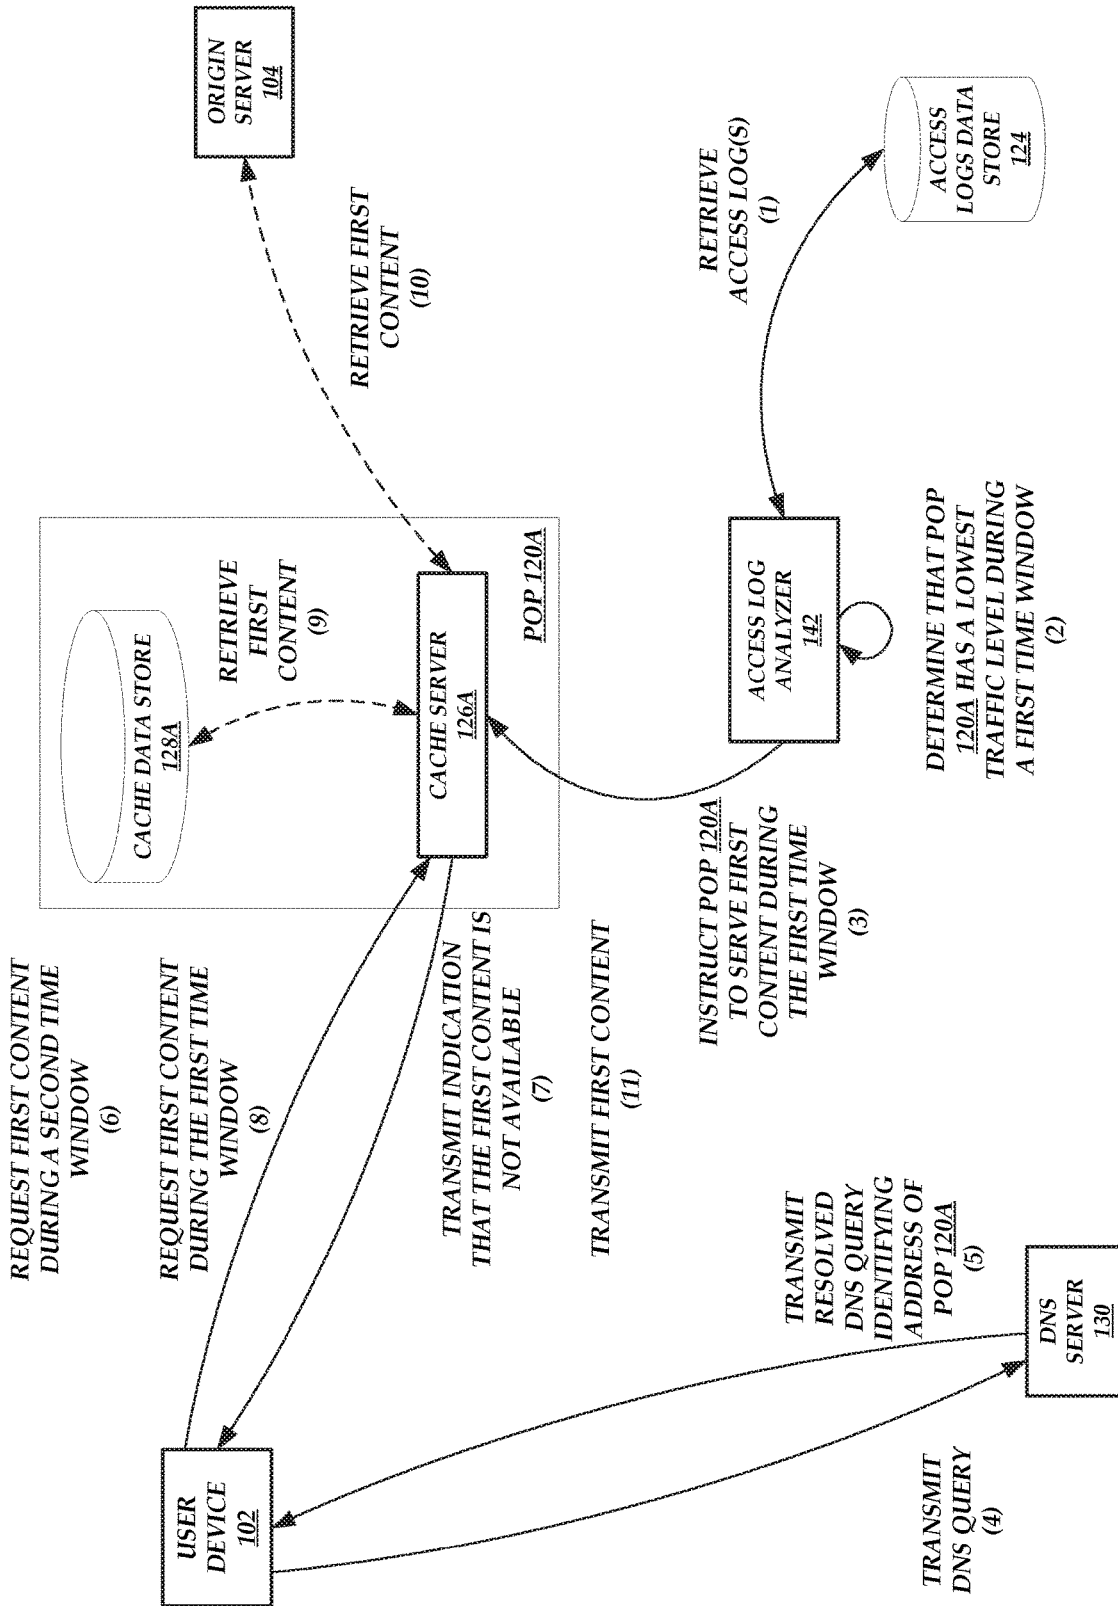 REQUEST FIRST CONTENT
DURING A SECOND TIME
WINDOW
(6)
REQUEST FIRST CONTENT
DURING THE FIRST TIME
WINDOW
(8)
USER
DEVICE
102
CACHE DATA STORE
128A
RETRIEVE
FIRST
CONTENT
(9)
CACHE SERVER
126A
POP 120A
ORIGIN
SERVER
104
RETRIEVE FIRST
CONTENT
(10)
TRANSMIT INDICATION
THAT THE FIRST CONTENT IS
NOT AVAILABLE
(7)
TRANSMIT FIRST CONTENT
(11)
INSTRUCT POP 120A
TO SERVE FIRST
CONTENT DURING
THE FIRST TIME
WINDOW
(3)
RETRIEVE
ACCESS LOG(S)
(1)
ACCESS LOG
ANALYZER
142
ACCESS
LOGS DATA
STORE
124
TRANSMIT
RESOLVED
DNS QUERY
IDENTIFYING
ADDRESS OF
POP 120A
(5)
TRANSMIT
DNS QUERY
(4)
DNS
SERVER
130
DETERMINE THAT POP
120A HAS A LOWEST
TRAFFIC LEVEL DURING
A FIRST TIME WINDOW
(2)